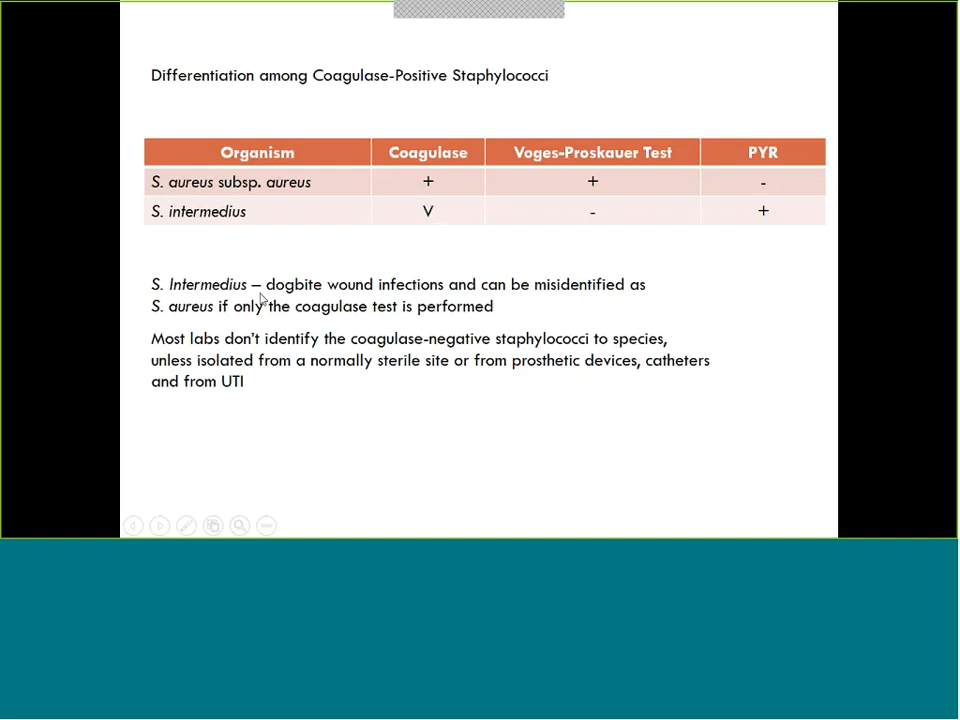 Differentiation among Coagulase-Positive Staphylococci
Organism Coagulase Voges-Proskauer Test PYR
S. aureus subsp. aureus + + -
S. intermedius V - +
S. Intermedius – dogbite wound infections and can be misidentified as
S. aureus if only the coagulase test is performed
Most labs don't identify the coagulase-negative staphylococci to species,
unless isolated from a normally sterile site or from prosthetic devices, catheters
and from UTI